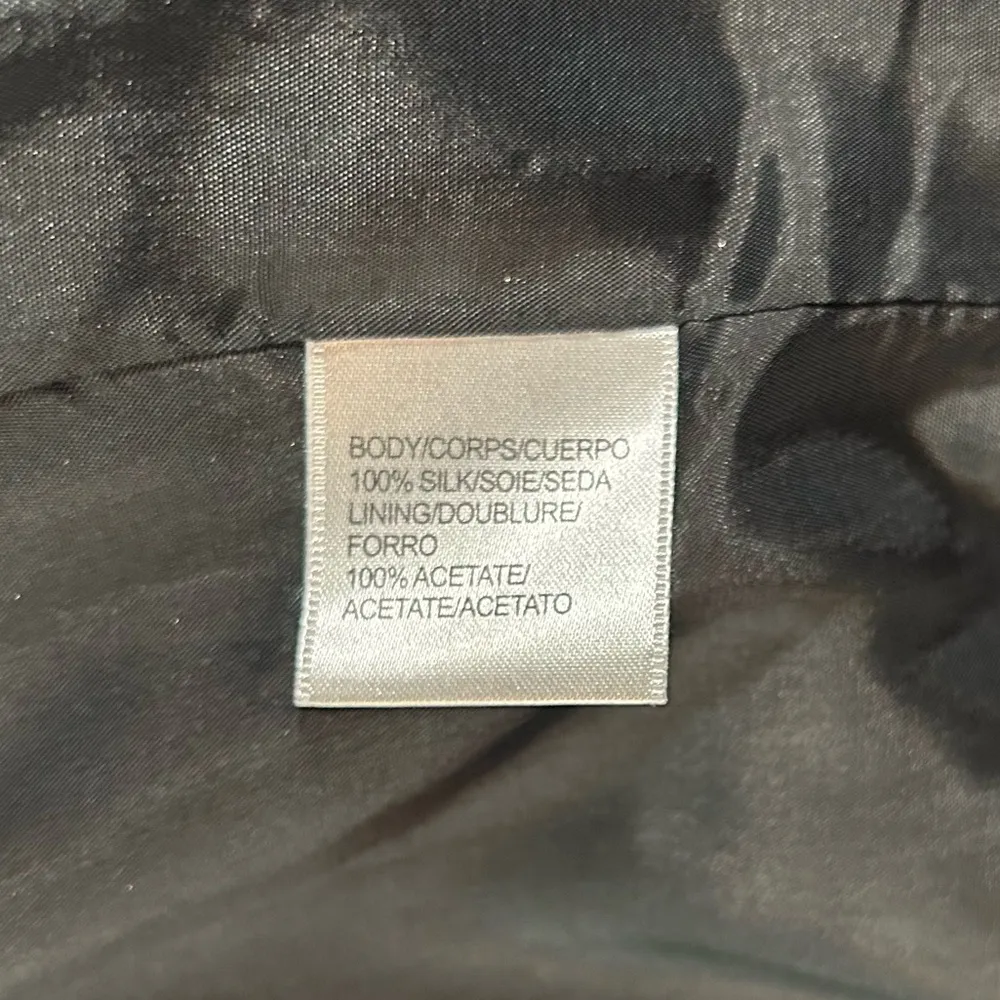 BODY/CORPS/CUERPO
100% SILK/SOIE/SEDA
LINING/DOUBLURE/
FORRO
100% ACETATE/
ACETATE/ACETATO